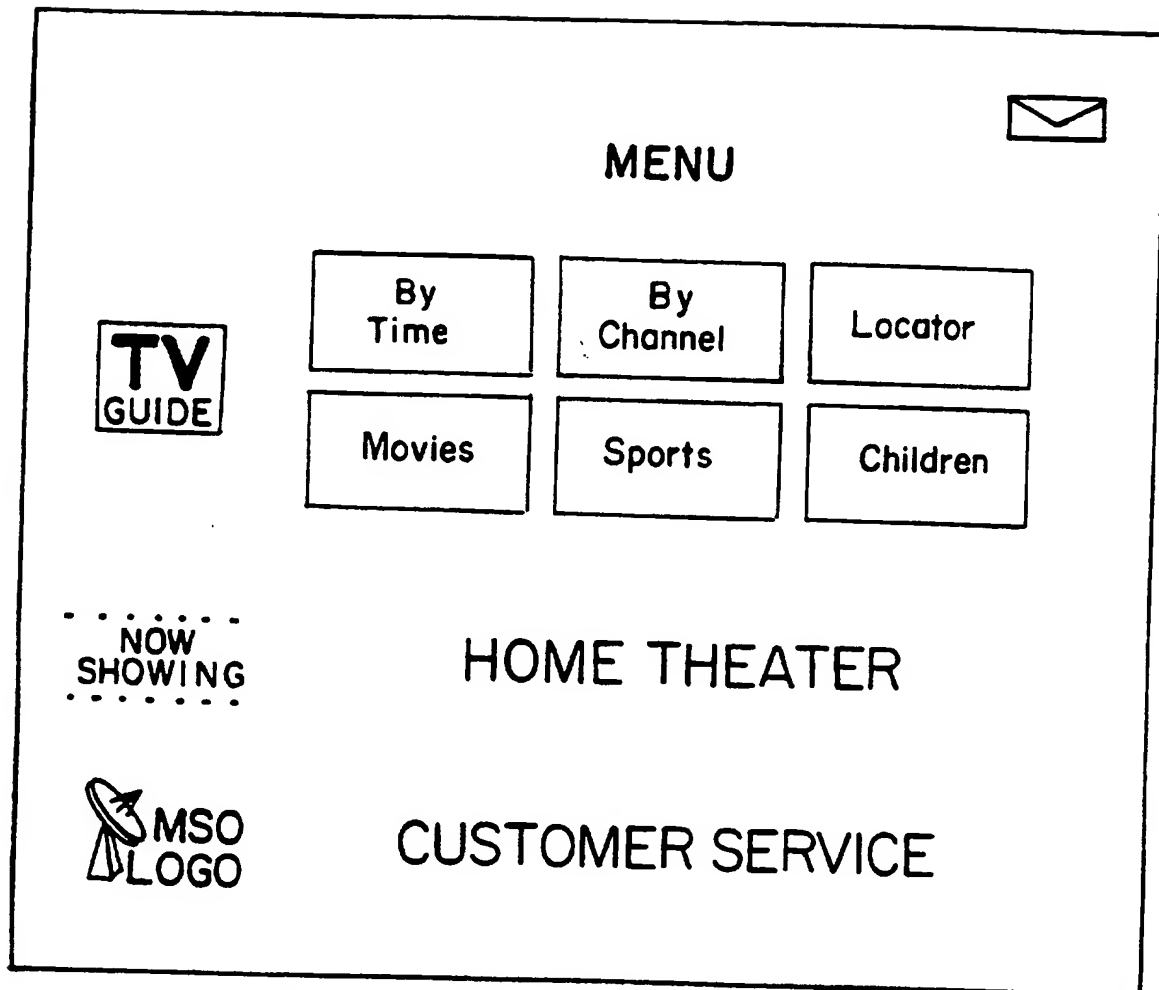 MENU
By
Time
By
Channel
Locator
TV
GUIDE
Movies
Sports
Children
NOW
SHOWING
HOME THEATER
MSO
LOGO
CUSTOMER SERVICE